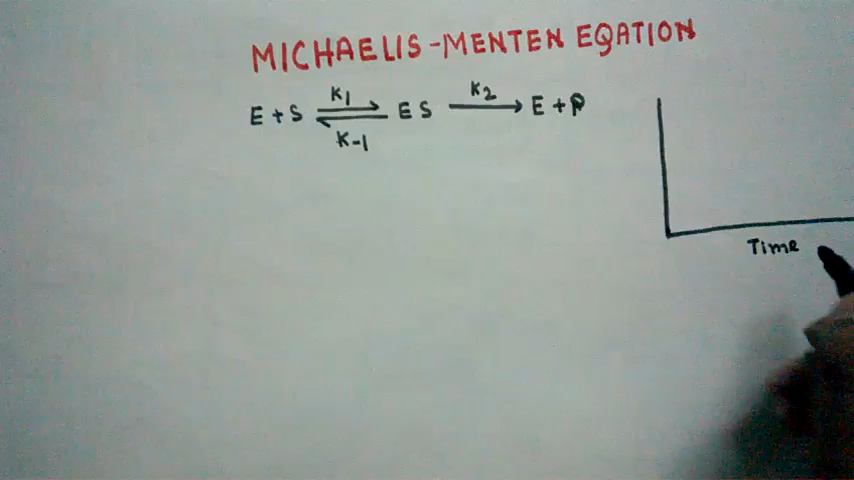 MICHAELIS-MENTEN EQATION
K1 K2
E + S ES E + P
K-1
Time